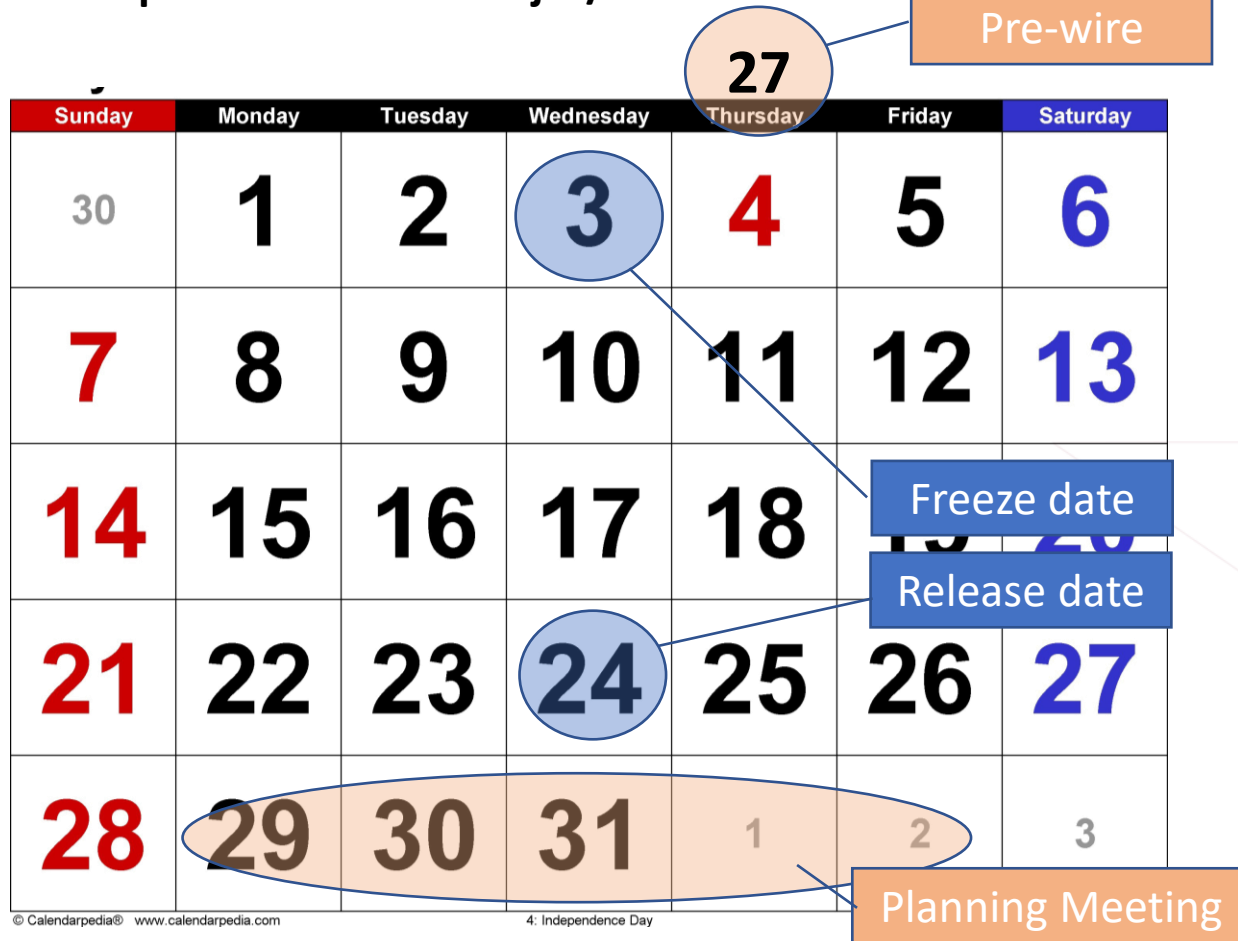 Pre-wire
27
Sunday Monday Tuesday Wednesday Thursday Friday Saturday
30 1 2 3 4 5 6
7 8 9 10 11 12 13
14 15 16 17 18 19 20
Freeze date
Release date
21 22 23 24 25 26 27
28 29 30 31 1 2 3
Planning Meeting
© Calendarpedia® www.calendarpedia.com 4: Independence Day